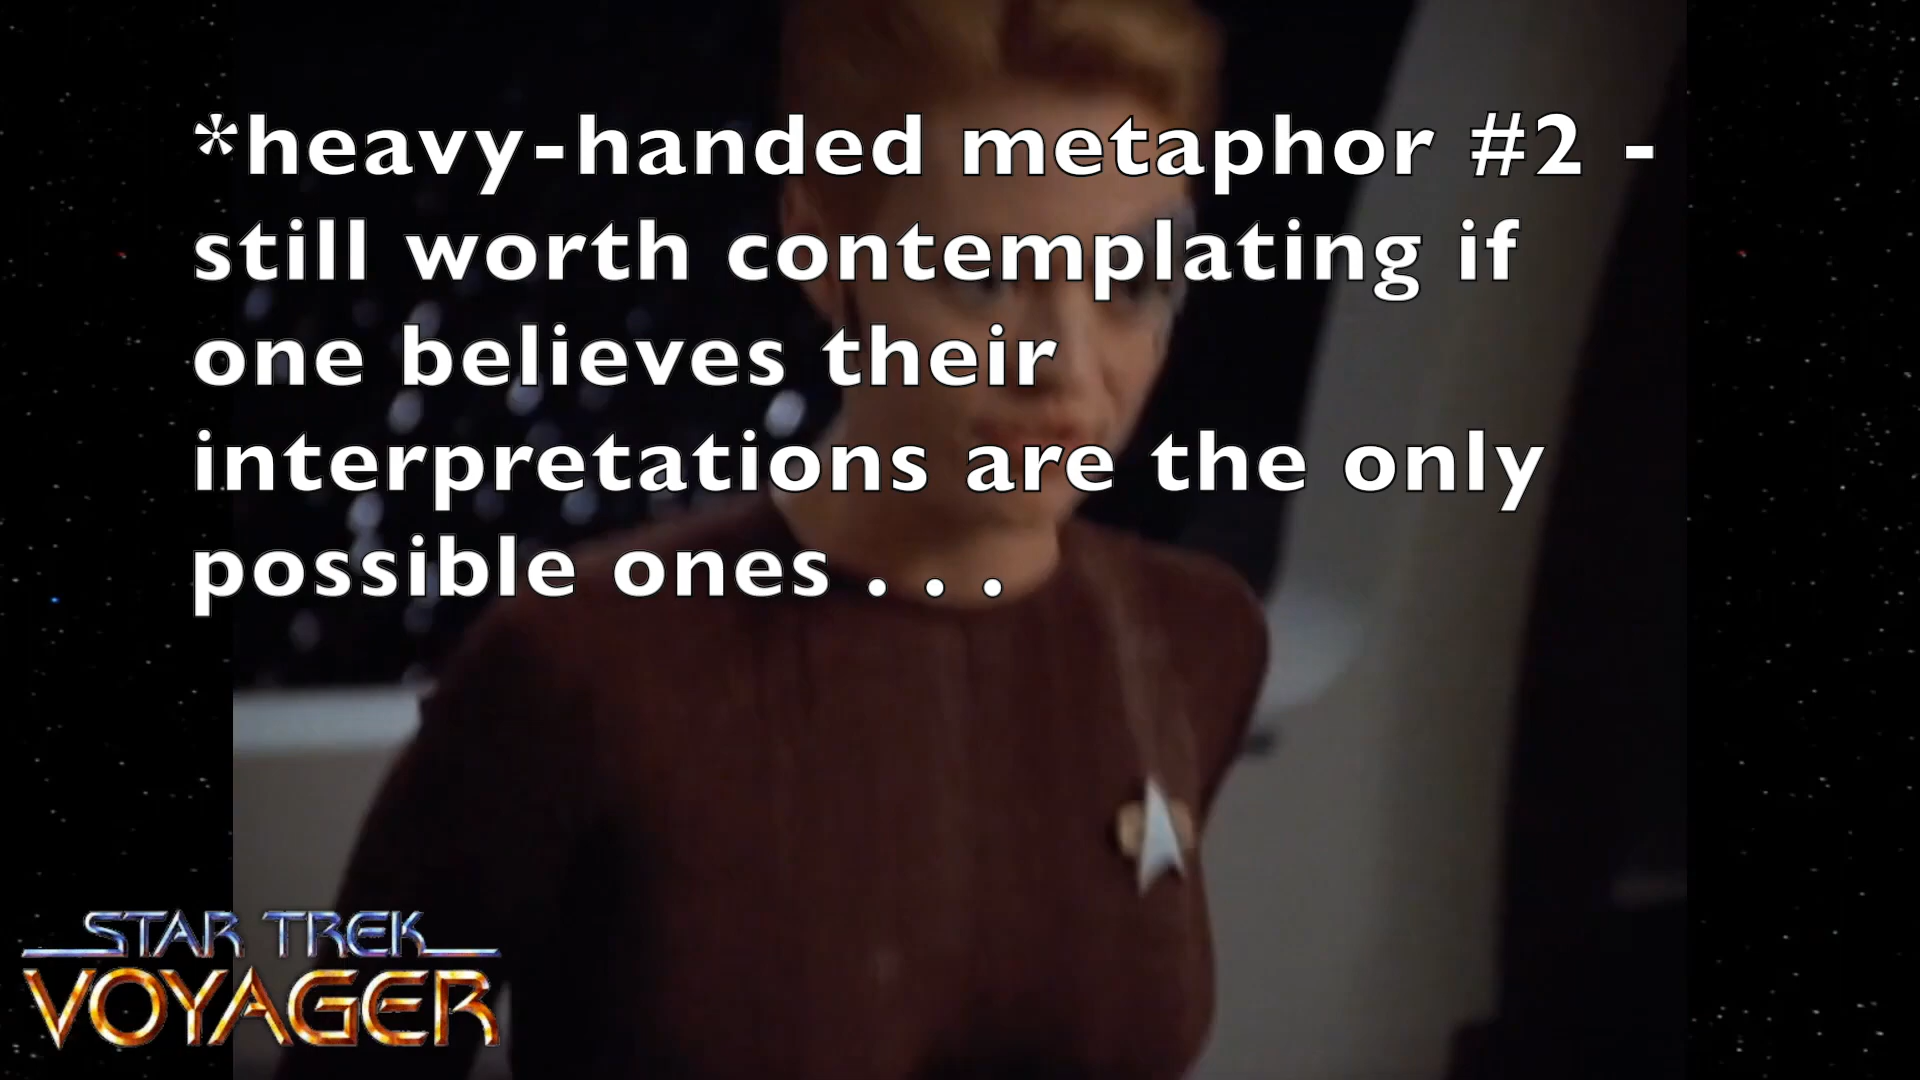 *heavy-handed metaphor #2 -
still worth contemplating if
one believes their
interpretations are the only
possible ones . . .
STAR TREK
VOYAGER